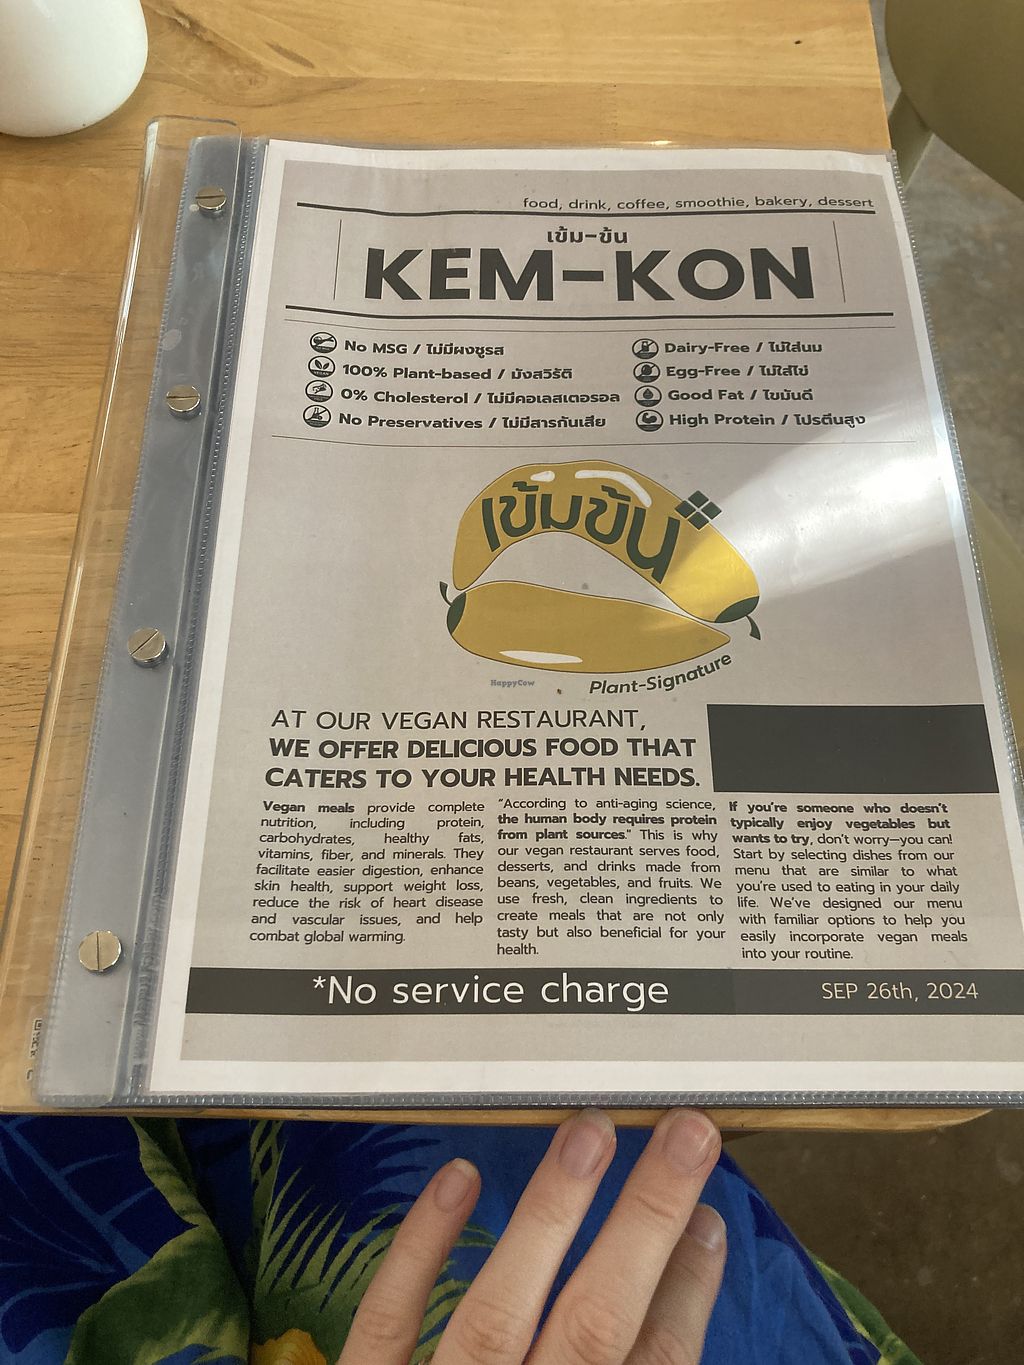 food, drink, coffee, smoothie, bakery, dessert
เข้ม-ข้น
KEM-KON
No MSG / ไม่มีผงชูรส
100% Plant-based / มังสวิรัติ
0% Cholesterol / ไม่มีคอเลสเตอรอล
No Preservatives / ไม่มีสารกันเสีย
Dairy-Free / ไม่ใส่นม
Egg-Free / ไม่ใส่ไข่
Good Fat / ไขมันดี
High Protein / โปรตีนสูง
เข้มข้น
Plant-Signature
HappyCow
AT OUR VEGAN RESTAURANT,
WE OFFER DELICIOUS FOOD THAT
CATERS TO YOUR HEALTH NEEDS.
Vegan meals provide complete
nutrition, including protein,
carbohydrates, healthy fats,
vitamins, fiber, and minerals. They
facilitate easier digestion, enhance
skin health, support weight loss,
reduce the risk of heart disease
and vascular issues, and help
combat global warming.
"According to anti-aging science,
the human body requires protein
from plant sources." This is why
our vegan restaurant serves food,
desserts, and drinks made from
beans, vegetables, and fruits. We
use fresh, clean ingredients to
create meals that are not only
tasty but also beneficial for your
health.
If you're someone who doesn't
typically enjoy vegetables but
wants to try, don't worry—you can!
Start by selecting dishes from our
menu that are similar to what
you're used to eating in your daily
life. We've designed our menu
with familiar options to help you
easily incorporate vegan meals
into your routine.
*No service charge
SEP 26th, 2024